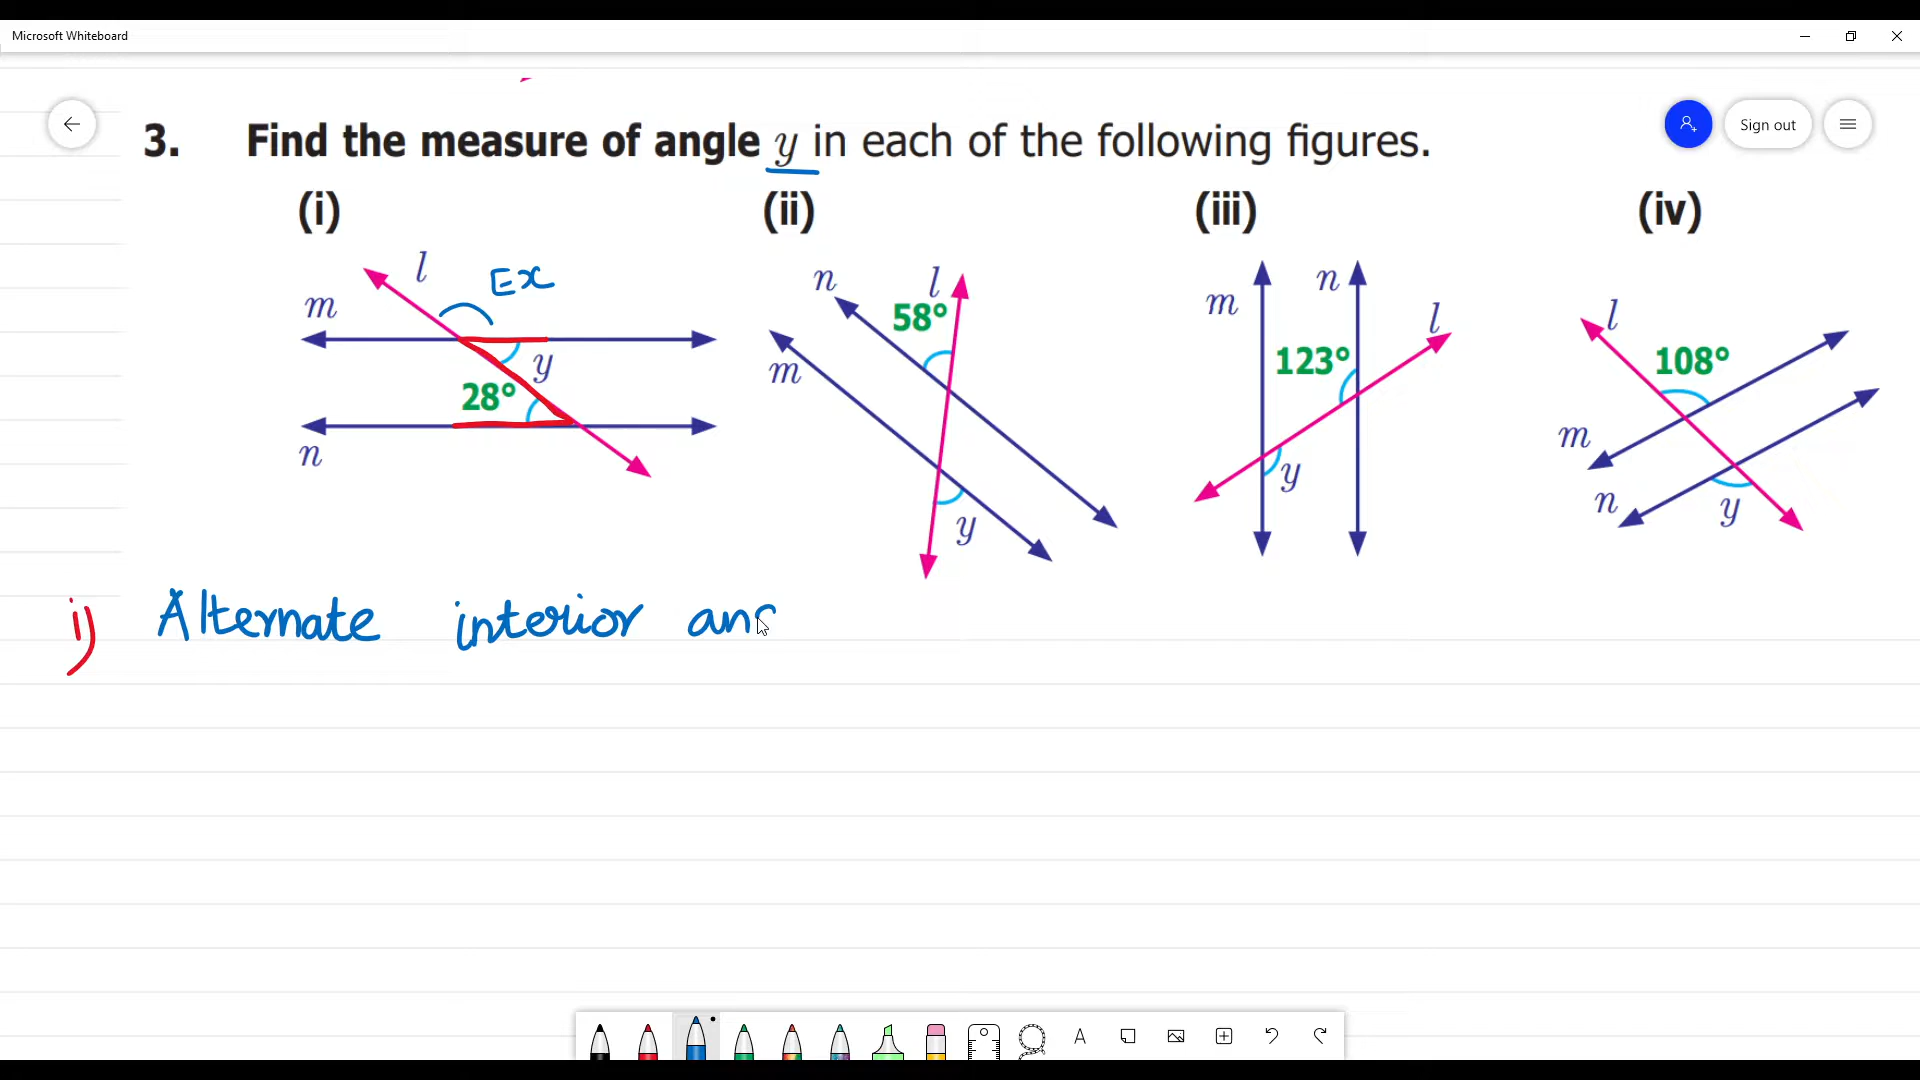 Microsoft Whiteboard
Sign out
3. Find the measure of angle y in each of the following figures.
(i) (ii) (iii) (iv)
l Ex
m
y
28°
n
n l
58°
m
y
m n
l
123°
y
l
108°
m
n
y
i) Alternate interior ang
A